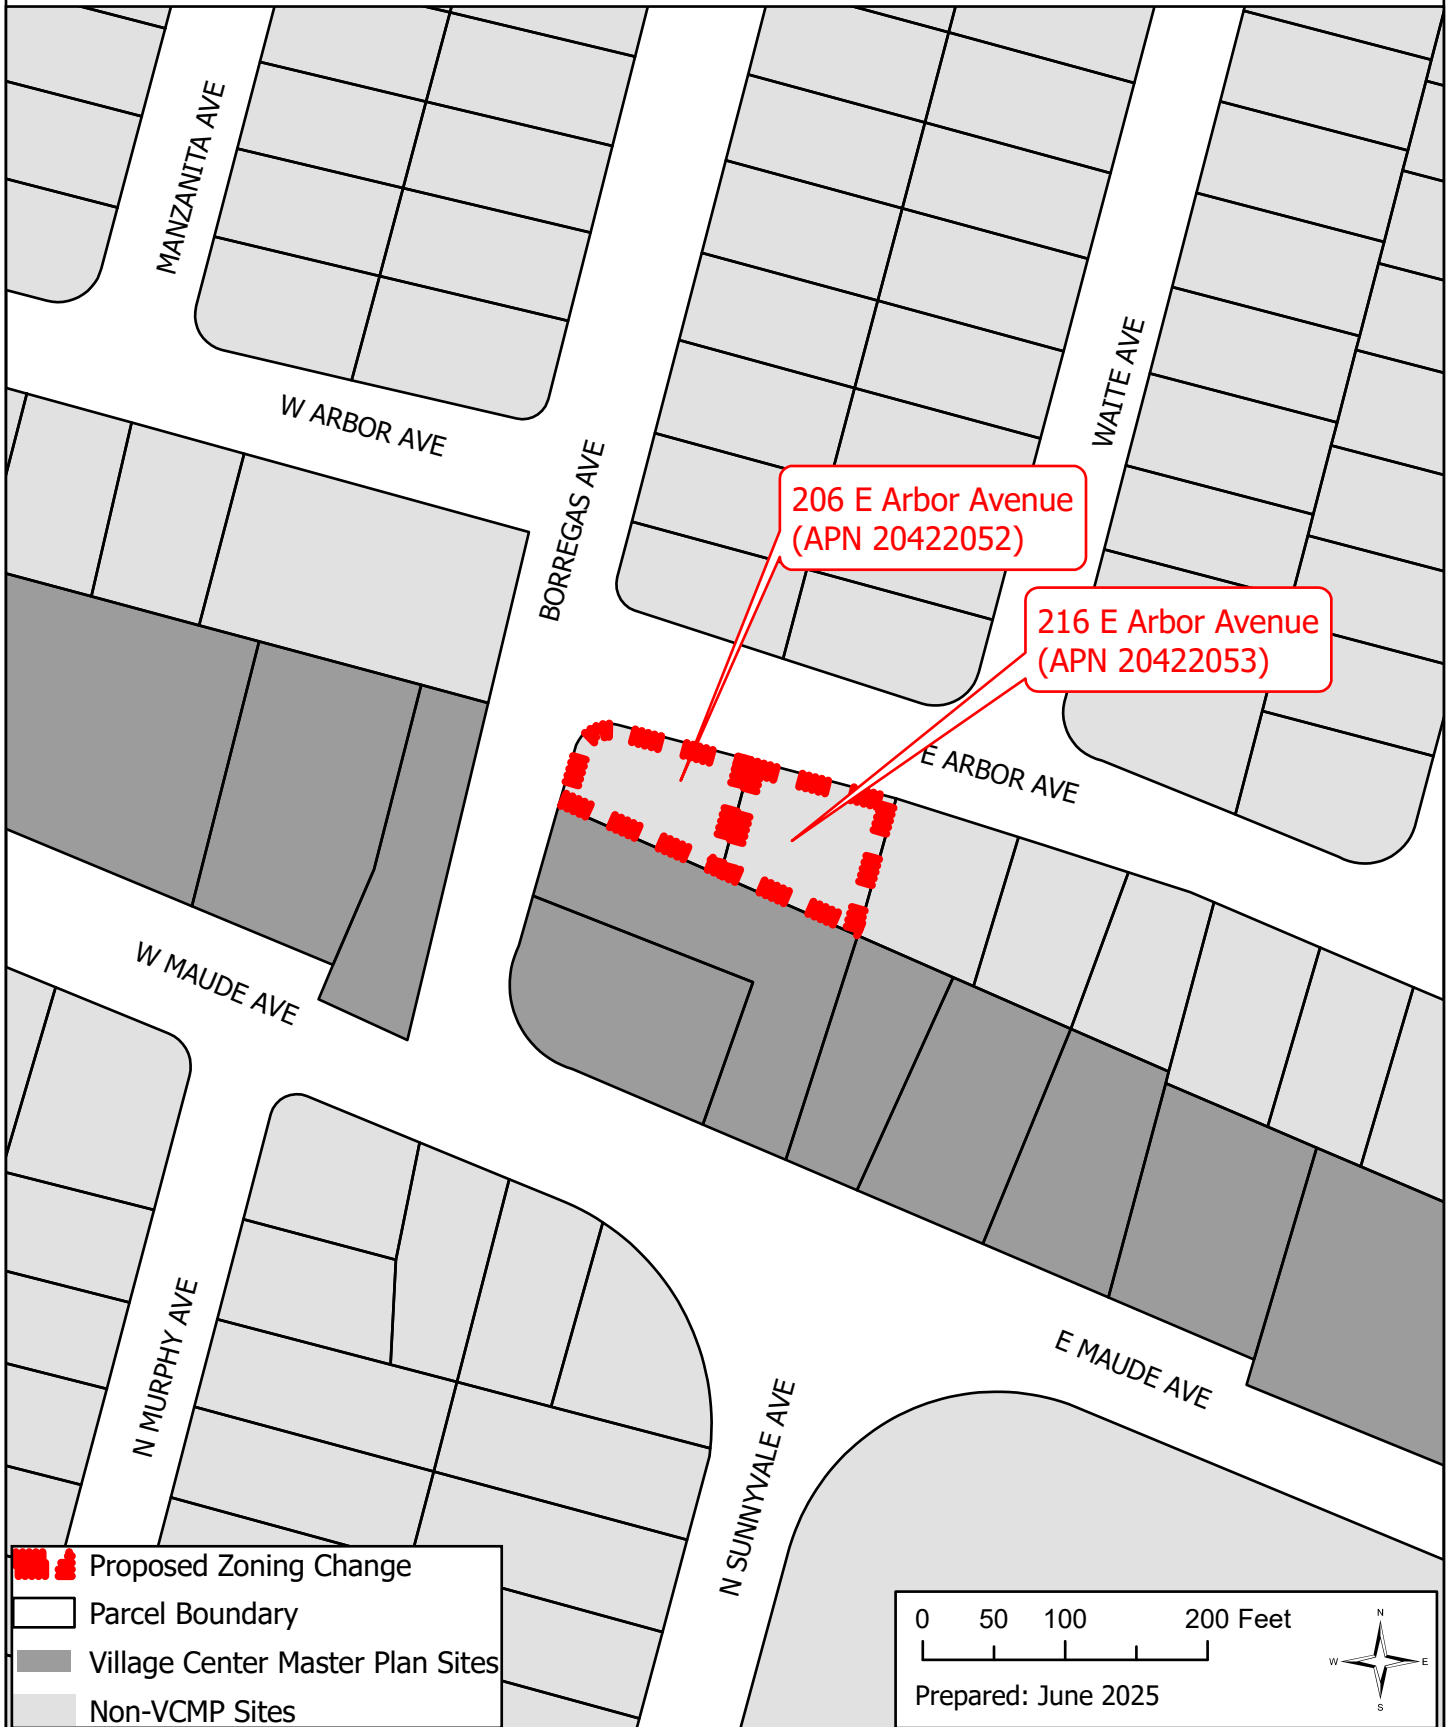 MANZANITA AVE
W ARBOR AVE
BORREGAS AVE
WAITE AVE
206 E Arbor Avenue
(APN 20422052)
216 E Arbor Avenue
(APN 20422053)
E ARBOR AVE
W MAUDE AVE
N MURPHY AVE
N SUNNYVALE AVE
E MAUDE AVE
Proposed Zoning Change
Parcel Boundary
Village Center Master Plan Sites
Non-VCMP Sites
0 50 100 200 Feet
Prepared: June 2025
N
W E
S